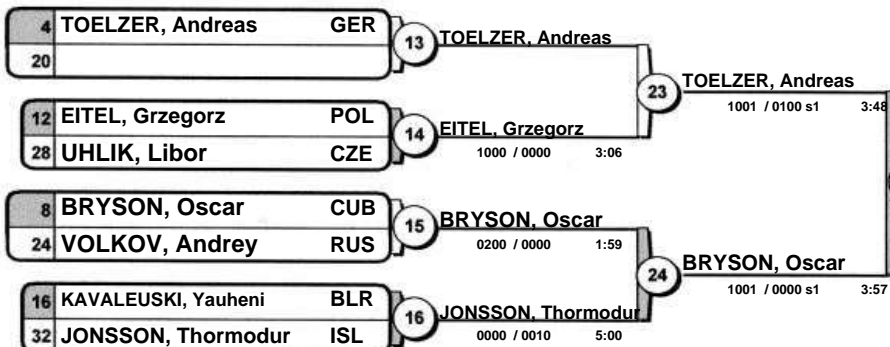 4 TOELZER, Andreas GER
20
13 TOELZER, Andreas
12 EITEL, Grzegorz POL
28 UHLIK, Libor CZE
14 EITEL, Grzegorz
1000 / 0000 3:06
23 TOELZER, Andreas
1001 / 0100 s1 3:48
8 BRYSON, Oscar CUB
24 VOLKOV, Andrey RUS
15 BRYSON, Oscar
0200 / 0000 1:59
16 KAVALEUSKI, Yauheni BLR
32 JONSSON, Thormodur ISL
16 JONSSON, Thormodur
0000 / 0010 5:00
24 BRYSON, Oscar
1001 / 0000 s1 3:57